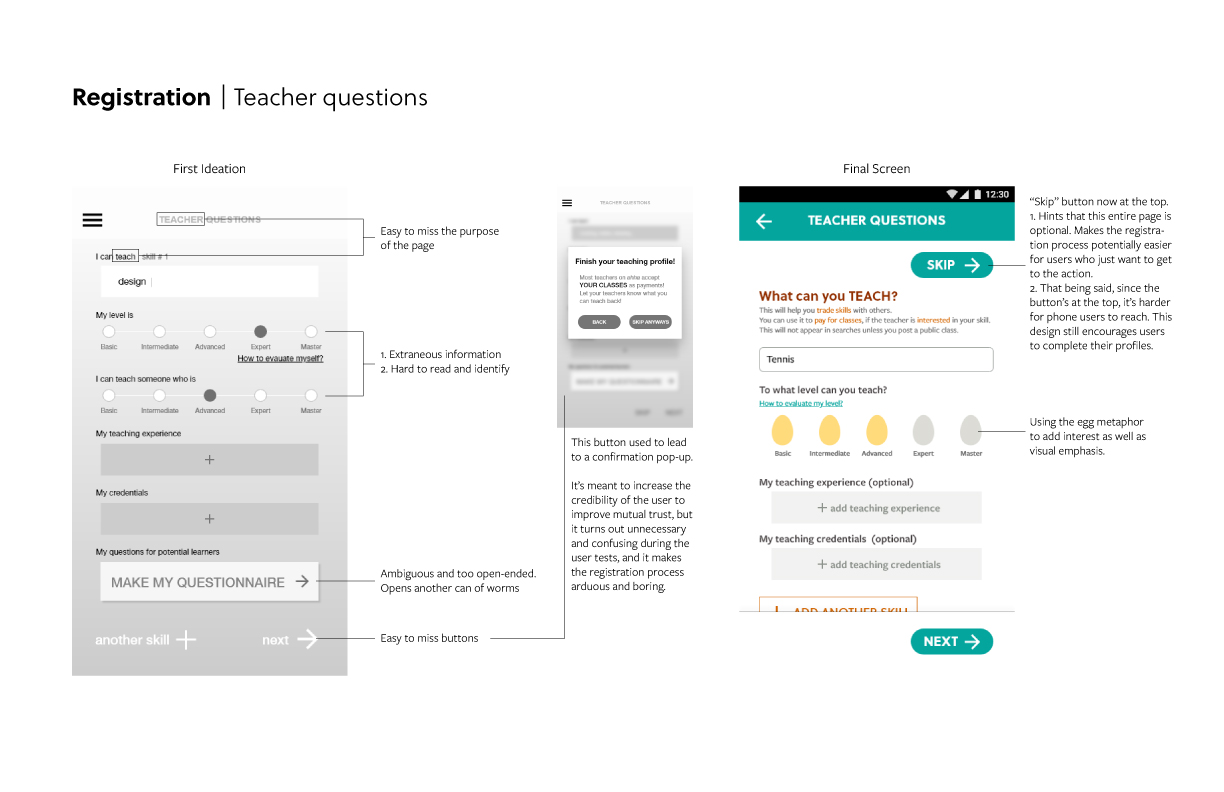 Registration | Teacher questions
First Ideation
TEACHER QUESTIONS
I can teach skill # 1
design
My level is
Basic Intermediate Advanced Expert Master
How to evauate myself?
I can teach someone who is
Basic Intermediate Advanced Expert Master
My teaching experience
+
My credentials
+
My questions for potential learners
MAKE MY QUESTIONNAIRE
another skill +
next
Easy to miss the purpose
of the page
1. Extraneous information
2. Hard to read and identify
Ambiguous and too open-ended.
Opens another can of worms
Easy to miss buttons
TEACHER QUESTIONS
Finish your teaching profile!
Most teachers on ahha accept
YOUR CLASSES as payments!
Let your teachers know what you
can teach back!
BACK
SKIP ANYWAYS
MAKE MY QUESTIONNAIRE
This button used to lead
to a confirmation pop-up.
It’s meant to increase the
credibility of the user to
improve mutual trust, but
it turns out unnecessary
and confusing during the
user tests, and it makes
the registration process
arduous and boring.
Final Screen
12:30
TEACHER QUESTIONS
SKIP
What can you TEACH?
This will help you trade skills with others.
You can use it to pay for classes, if the teacher is interested in your skill.
This will not appear in searches unless you post a public class.
Tennis
To what level can you teach?
How to evaluate my level?
Basic Intermediate Advanced Expert Master
My teaching experience (optional)
+ add teaching experience
My teaching credentials (optional)
+ add teaching credentials
ADD ANOTHER SKILL
NEXT
“Skip” button now at the top.
1. Hints that this entire page is
optional. Makes the registra-
tion process potentially easier
for users who just want to get
to the action.
2. That being said, since the
button’s at the top, it’s harder
for phone users to reach. This
design still encourages users
to complete their profiles.
Using the egg metaphor
to add interest as well as
visual emphasis.